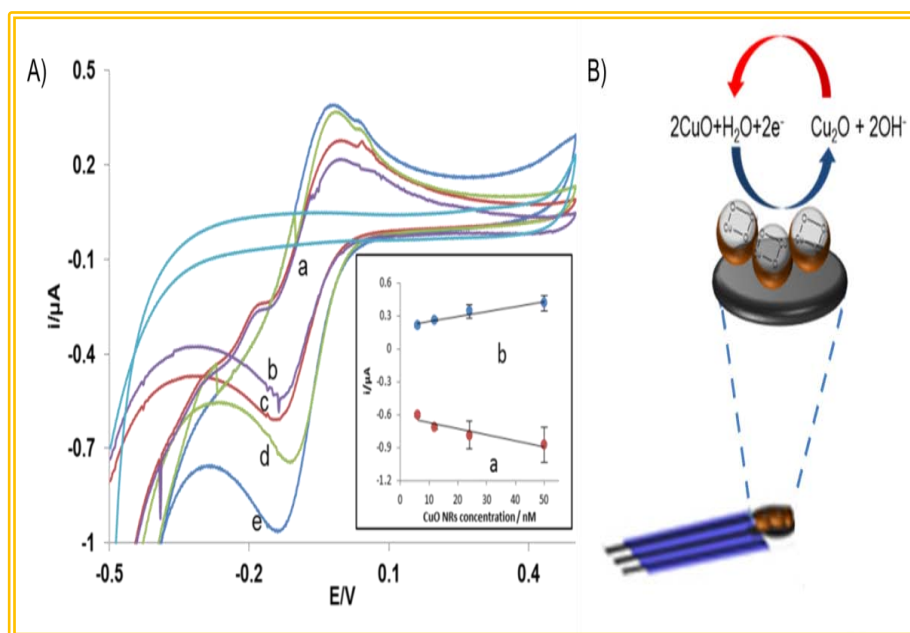 A)
0.5
0.2
-0.1
-0.4
-0.7
-1
i/µA
-0.5
-0.2
0.1
0.4
E/V
a
b
c
d
e
0.6
0.3
0
-0.3
-0.6
-0.9
-1.2
i/µA
b
a
0 10 20 30 40 50
CuO NRs concentration / nM
B)
2CuO+H₂O+2e⁻ Cu₂O + 2OH⁻